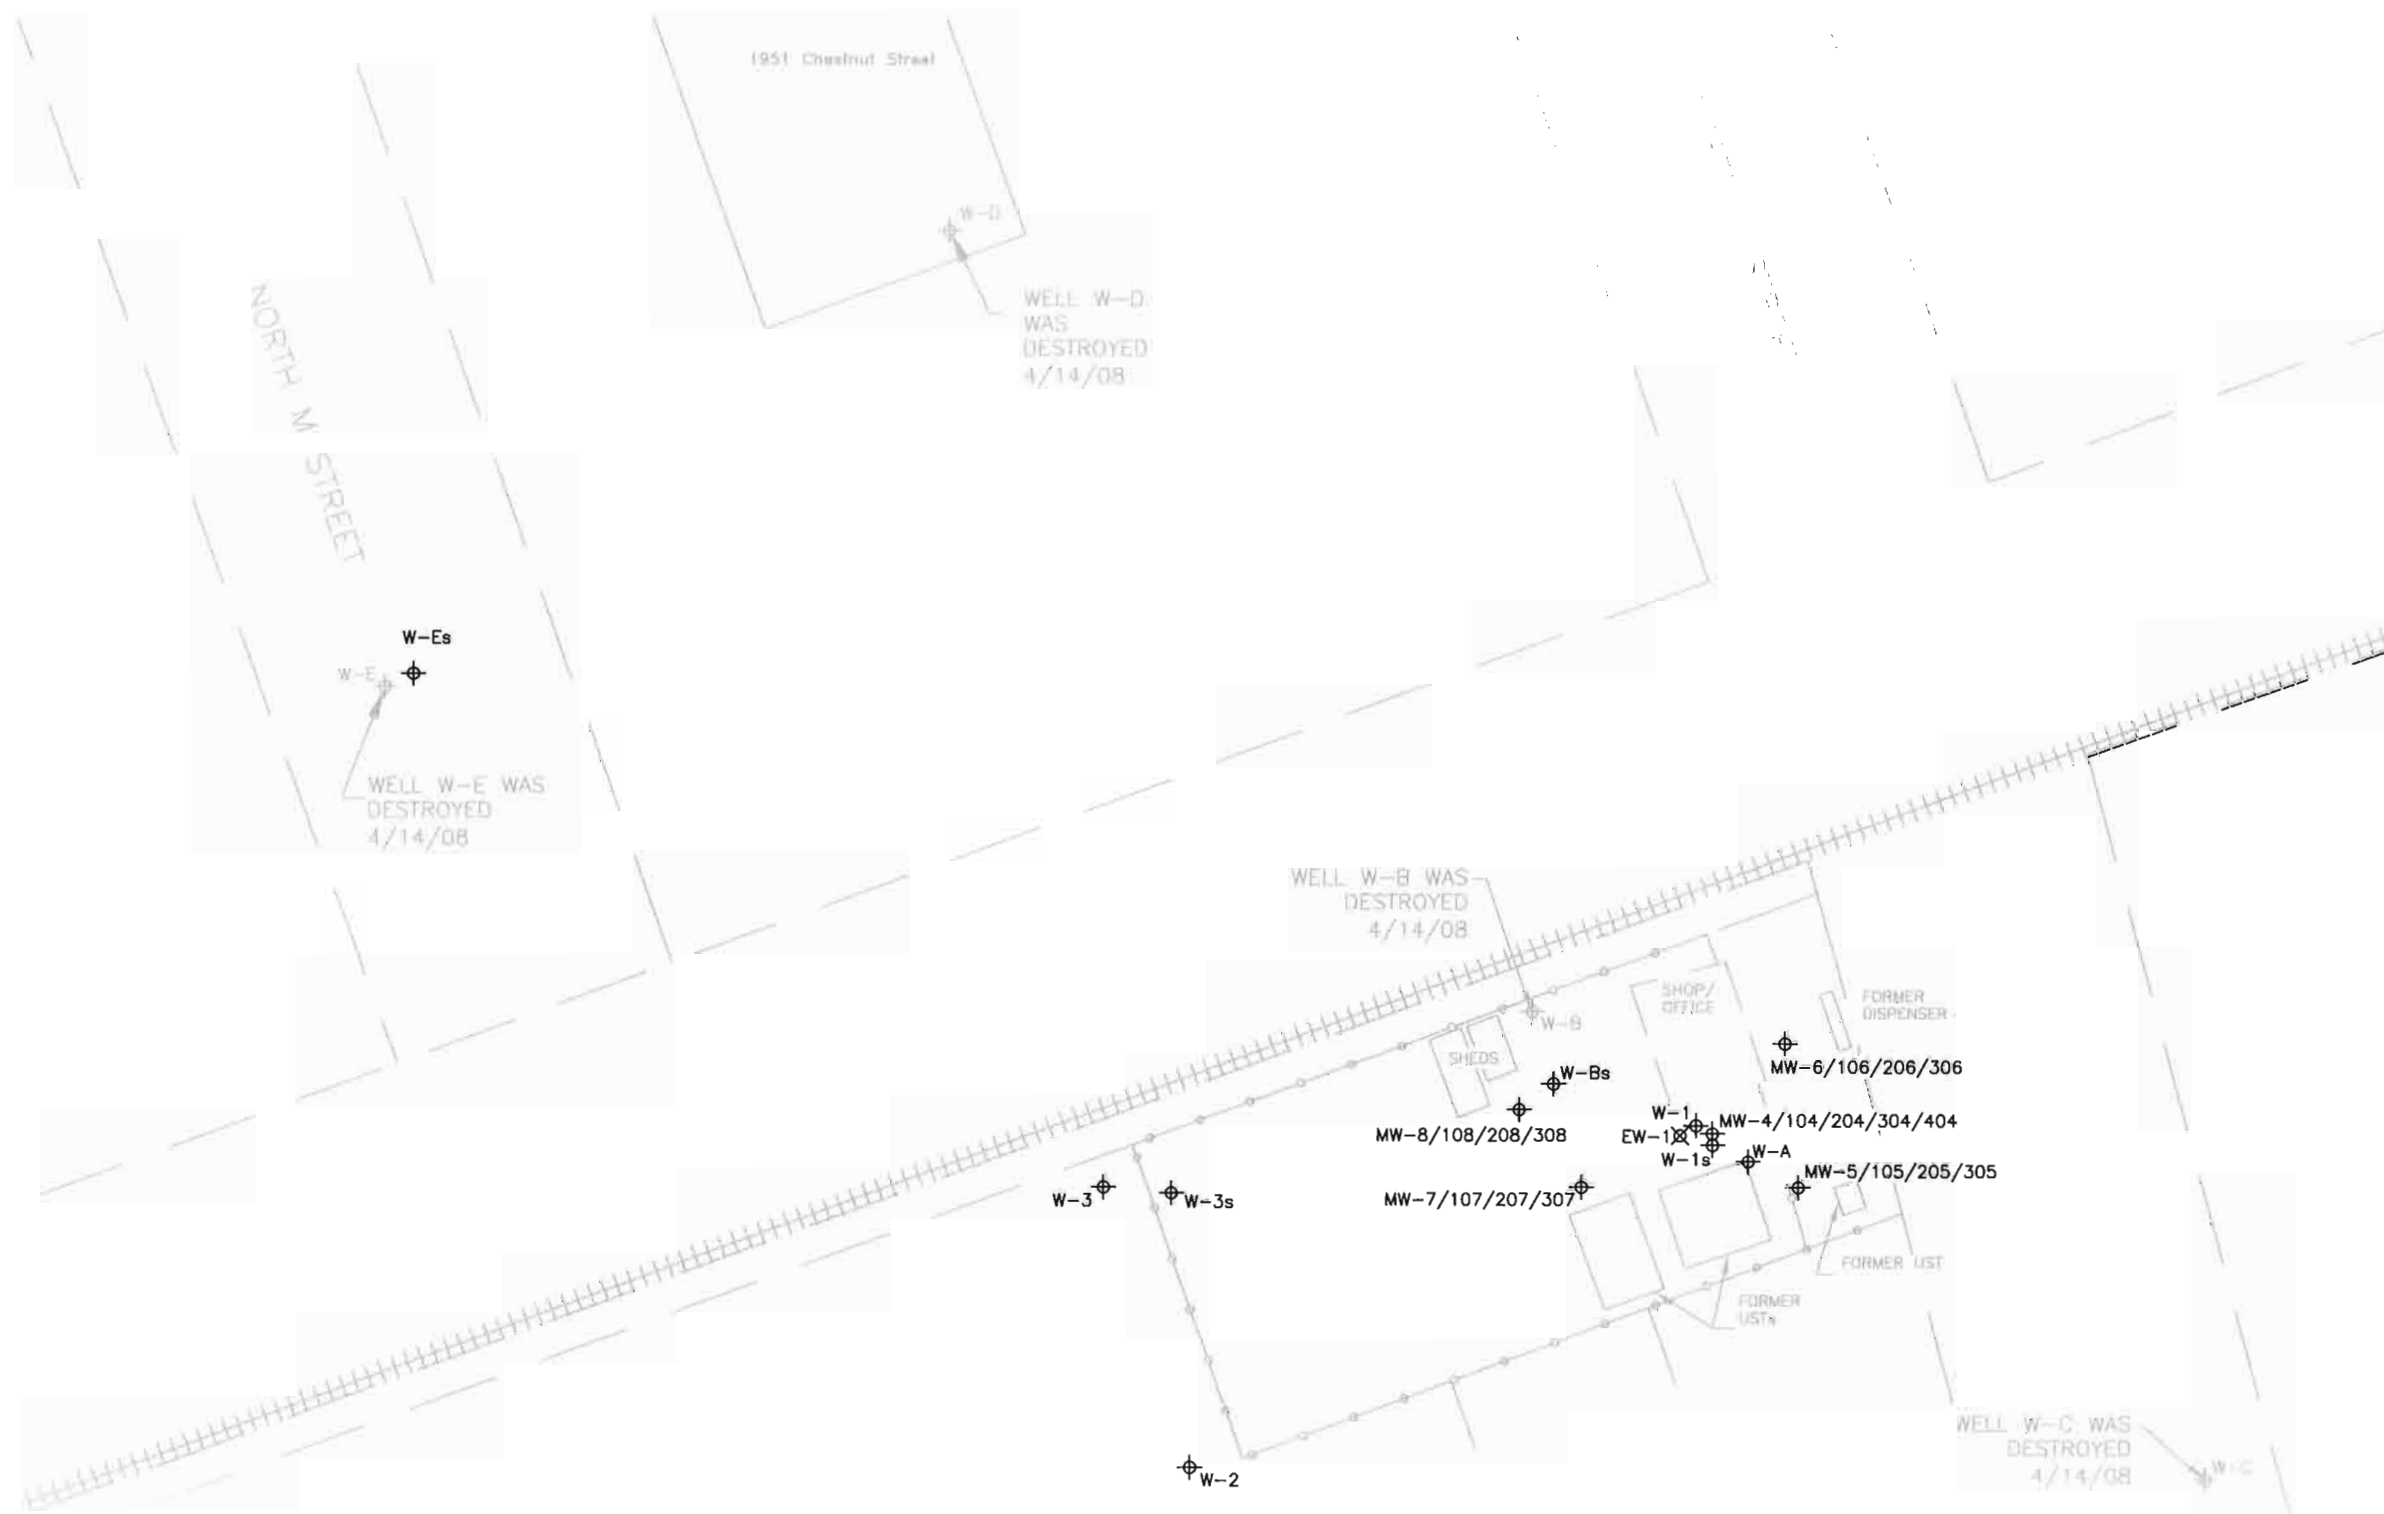 1951 Chestnut Street
W-D
WELL W-D
WAS
DESTROYED
4/14/08
NORTH M STREET
W-Es
W-E
WELL W-E WAS
DESTROYED
4/14/08
WELL W-B WAS
DESTROYED
4/14/08
W-B
SHOP/
OFFICE
FORMER
DISPENSER
SHEDS
W-Bs
MW-6/106/206/306
W-1
MW-4/104/204/304/404
MW-8/108/208/308
EW-1
W-1s
W-A
MW-5/105/205/305
W-3
W-3s
MW-7/107/207/307
FORMER UST
FORMER
USTs
W-2
WELL W-C WAS
DESTROYED
4/14/08
W-C